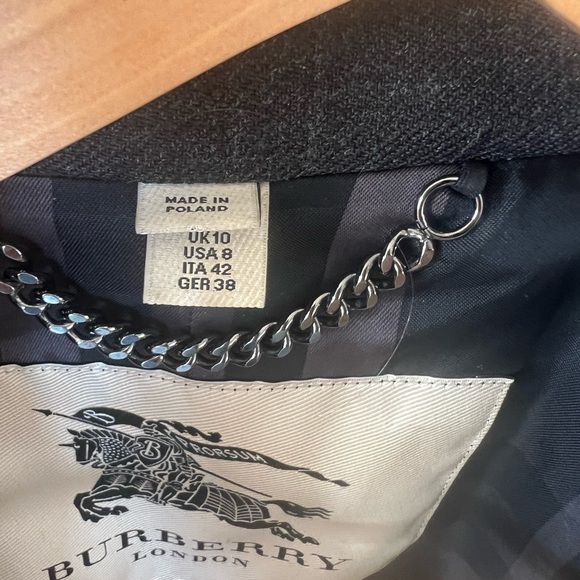 MADE IN
POLAND
UK10
USA 8
ITA 42
GER 38
B
PRORSUM
BURBERRY
LONDON